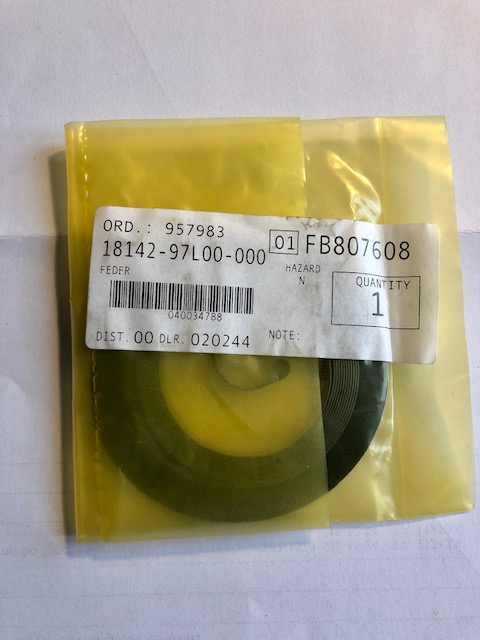 ORD.: 957983
01 FB807608
18142-97L00-000
FEDER
HAZARD
N
QUANTITY
1
040034788
DIST. 00 DLR. 020244
NOTE: